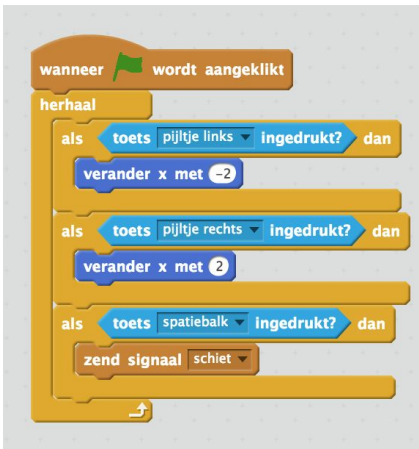 wanneer wordt aangeklikt
herhaal
als toets pijltje links ingedrukt? dan
verander x met -2
als toets pijltje rechts ingedrukt? dan
verander x met 2
als toets spatiebalk ingedrukt? dan
zend signaal schiet